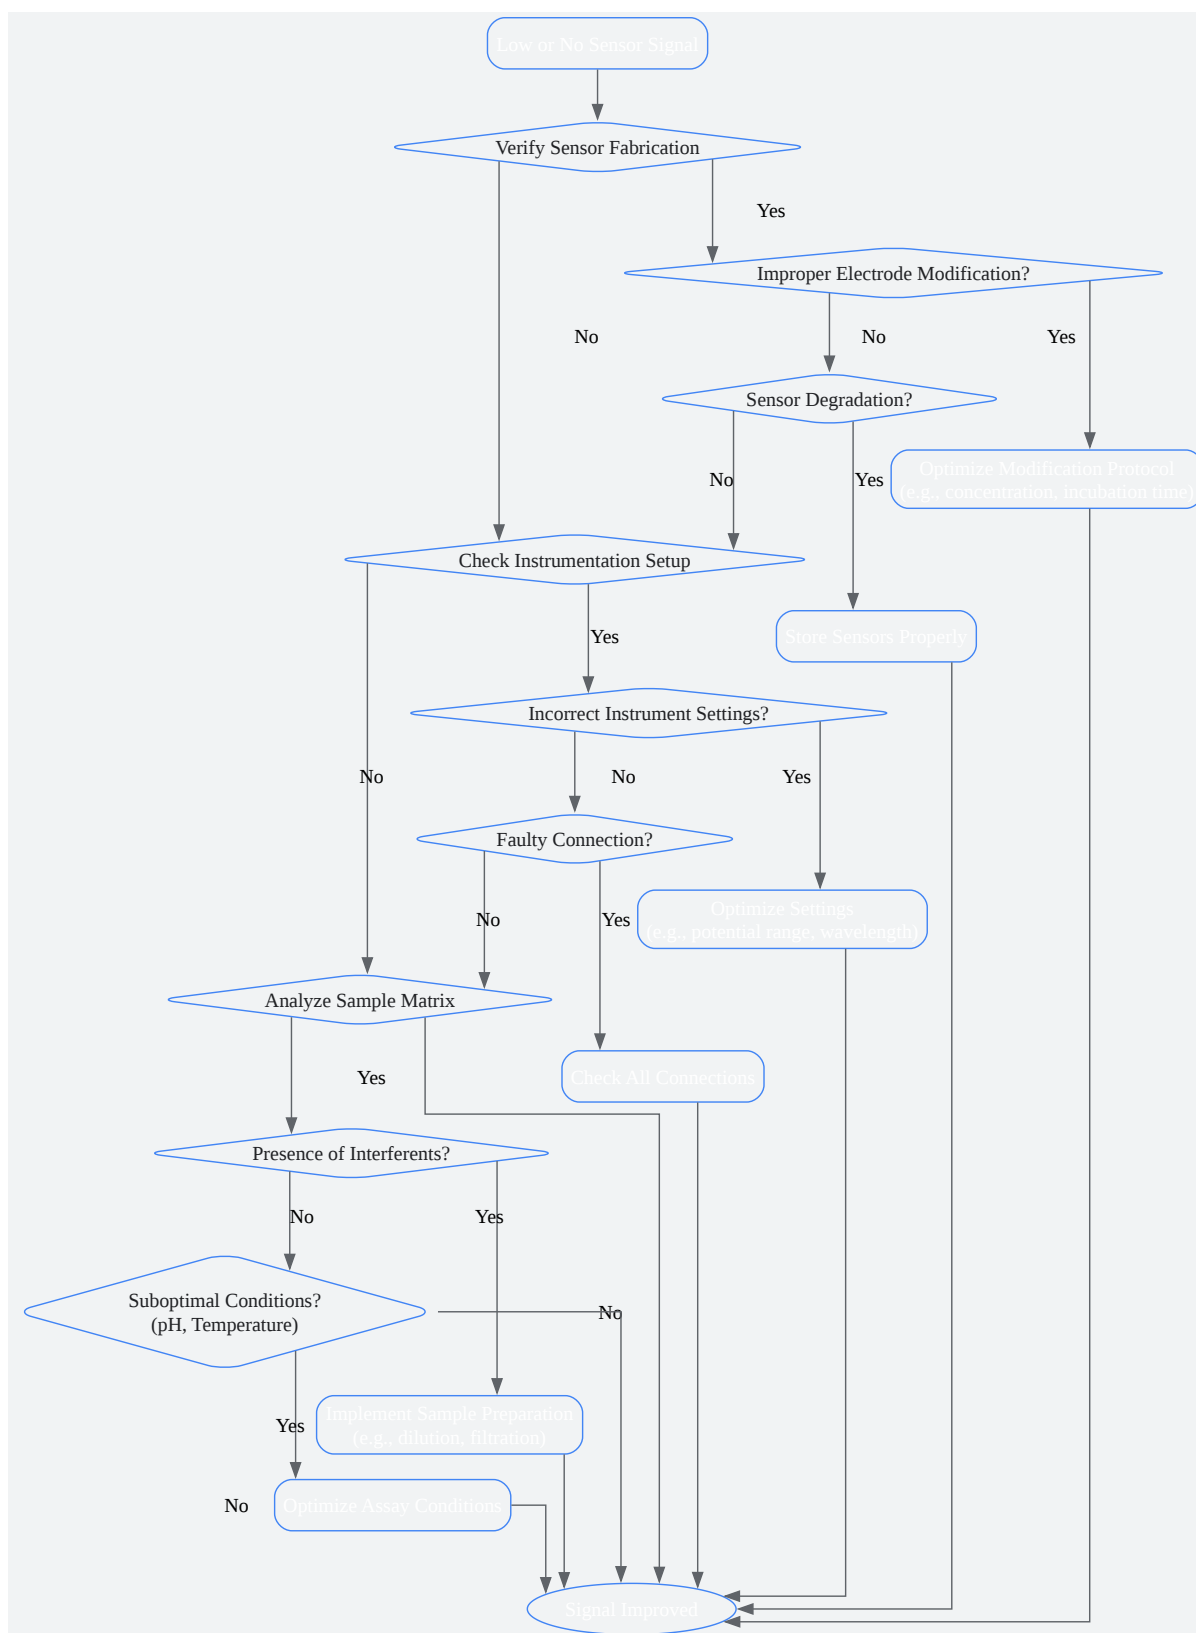 Low or No Sensor Signal
Verify Sensor Fabrication
Yes
Improper Electrode Modification?
No
No
Yes
Sensor Degradation?
No
Yes
Optimize Modification Protocol
(e.g., concentration, incubation time)
Check Instrumentation Setup
Yes
Store Sensors Properly
Incorrect Instrument Settings?
No
No
Yes
Faulty Connection?
No
Yes
Optimize Settings
(e.g., potential range, wavelength)
Analyze Sample Matrix
Yes
Check All Connections
Presence of Interferents?
No
Yes
Suboptimal Conditions?
(pH, Temperature)
No
Implement Sample Preparation
(e.g., dilution, filtration)
Yes
No
Optimize Assay Conditions
Signal Improved